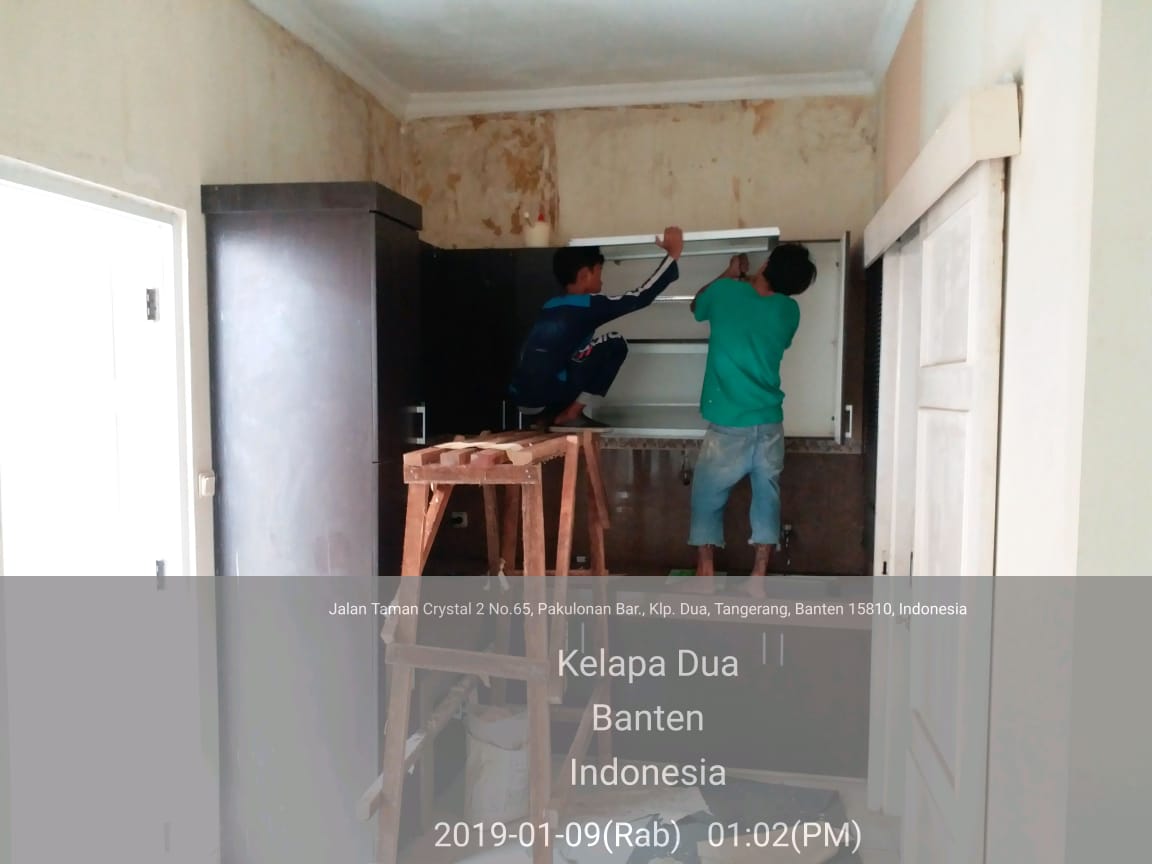 Jalan Taman Crystal 2 No.65, Pakulonan Bar., Klp. Dua, Tangerang, Banten 15810, Indonesia
Kelapa Dua
Banten
Indonesia
2019-01-09(Rab) 01:02(PM)